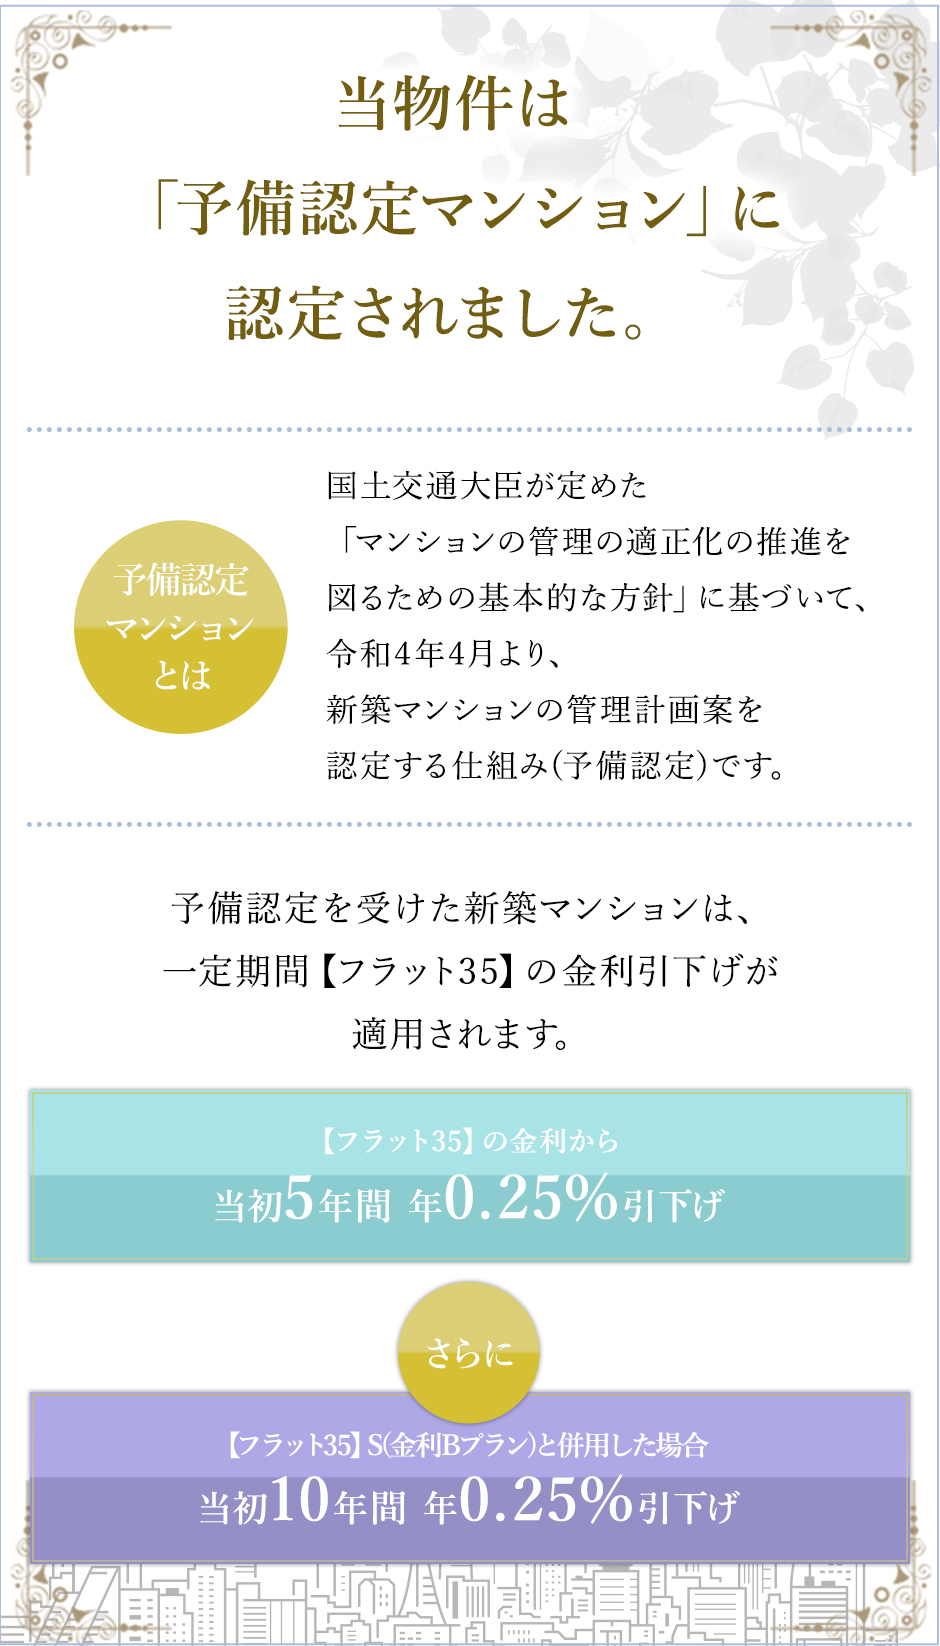 当物件は
「予備認定マンション」に
認定されました。
予備認定
マンション
とは
国土交通大臣が定めた
「マンションの管理の適正化の推進を
図るための基本的な方針」に基づいて、
令和4年4月より、
新築マンションの管理計画案を
認定する仕組み(予備認定)です。
予備認定を受けた新築マンションは、
一定期間【フラット35】の金利引下げが
適用されます。
【フラット35】の金利から
当初5年間 年0.25%引下げ
さらに
【フラット35】S(金利Bプラン)と併用した場合
当初10年間 年0.25%引下げ